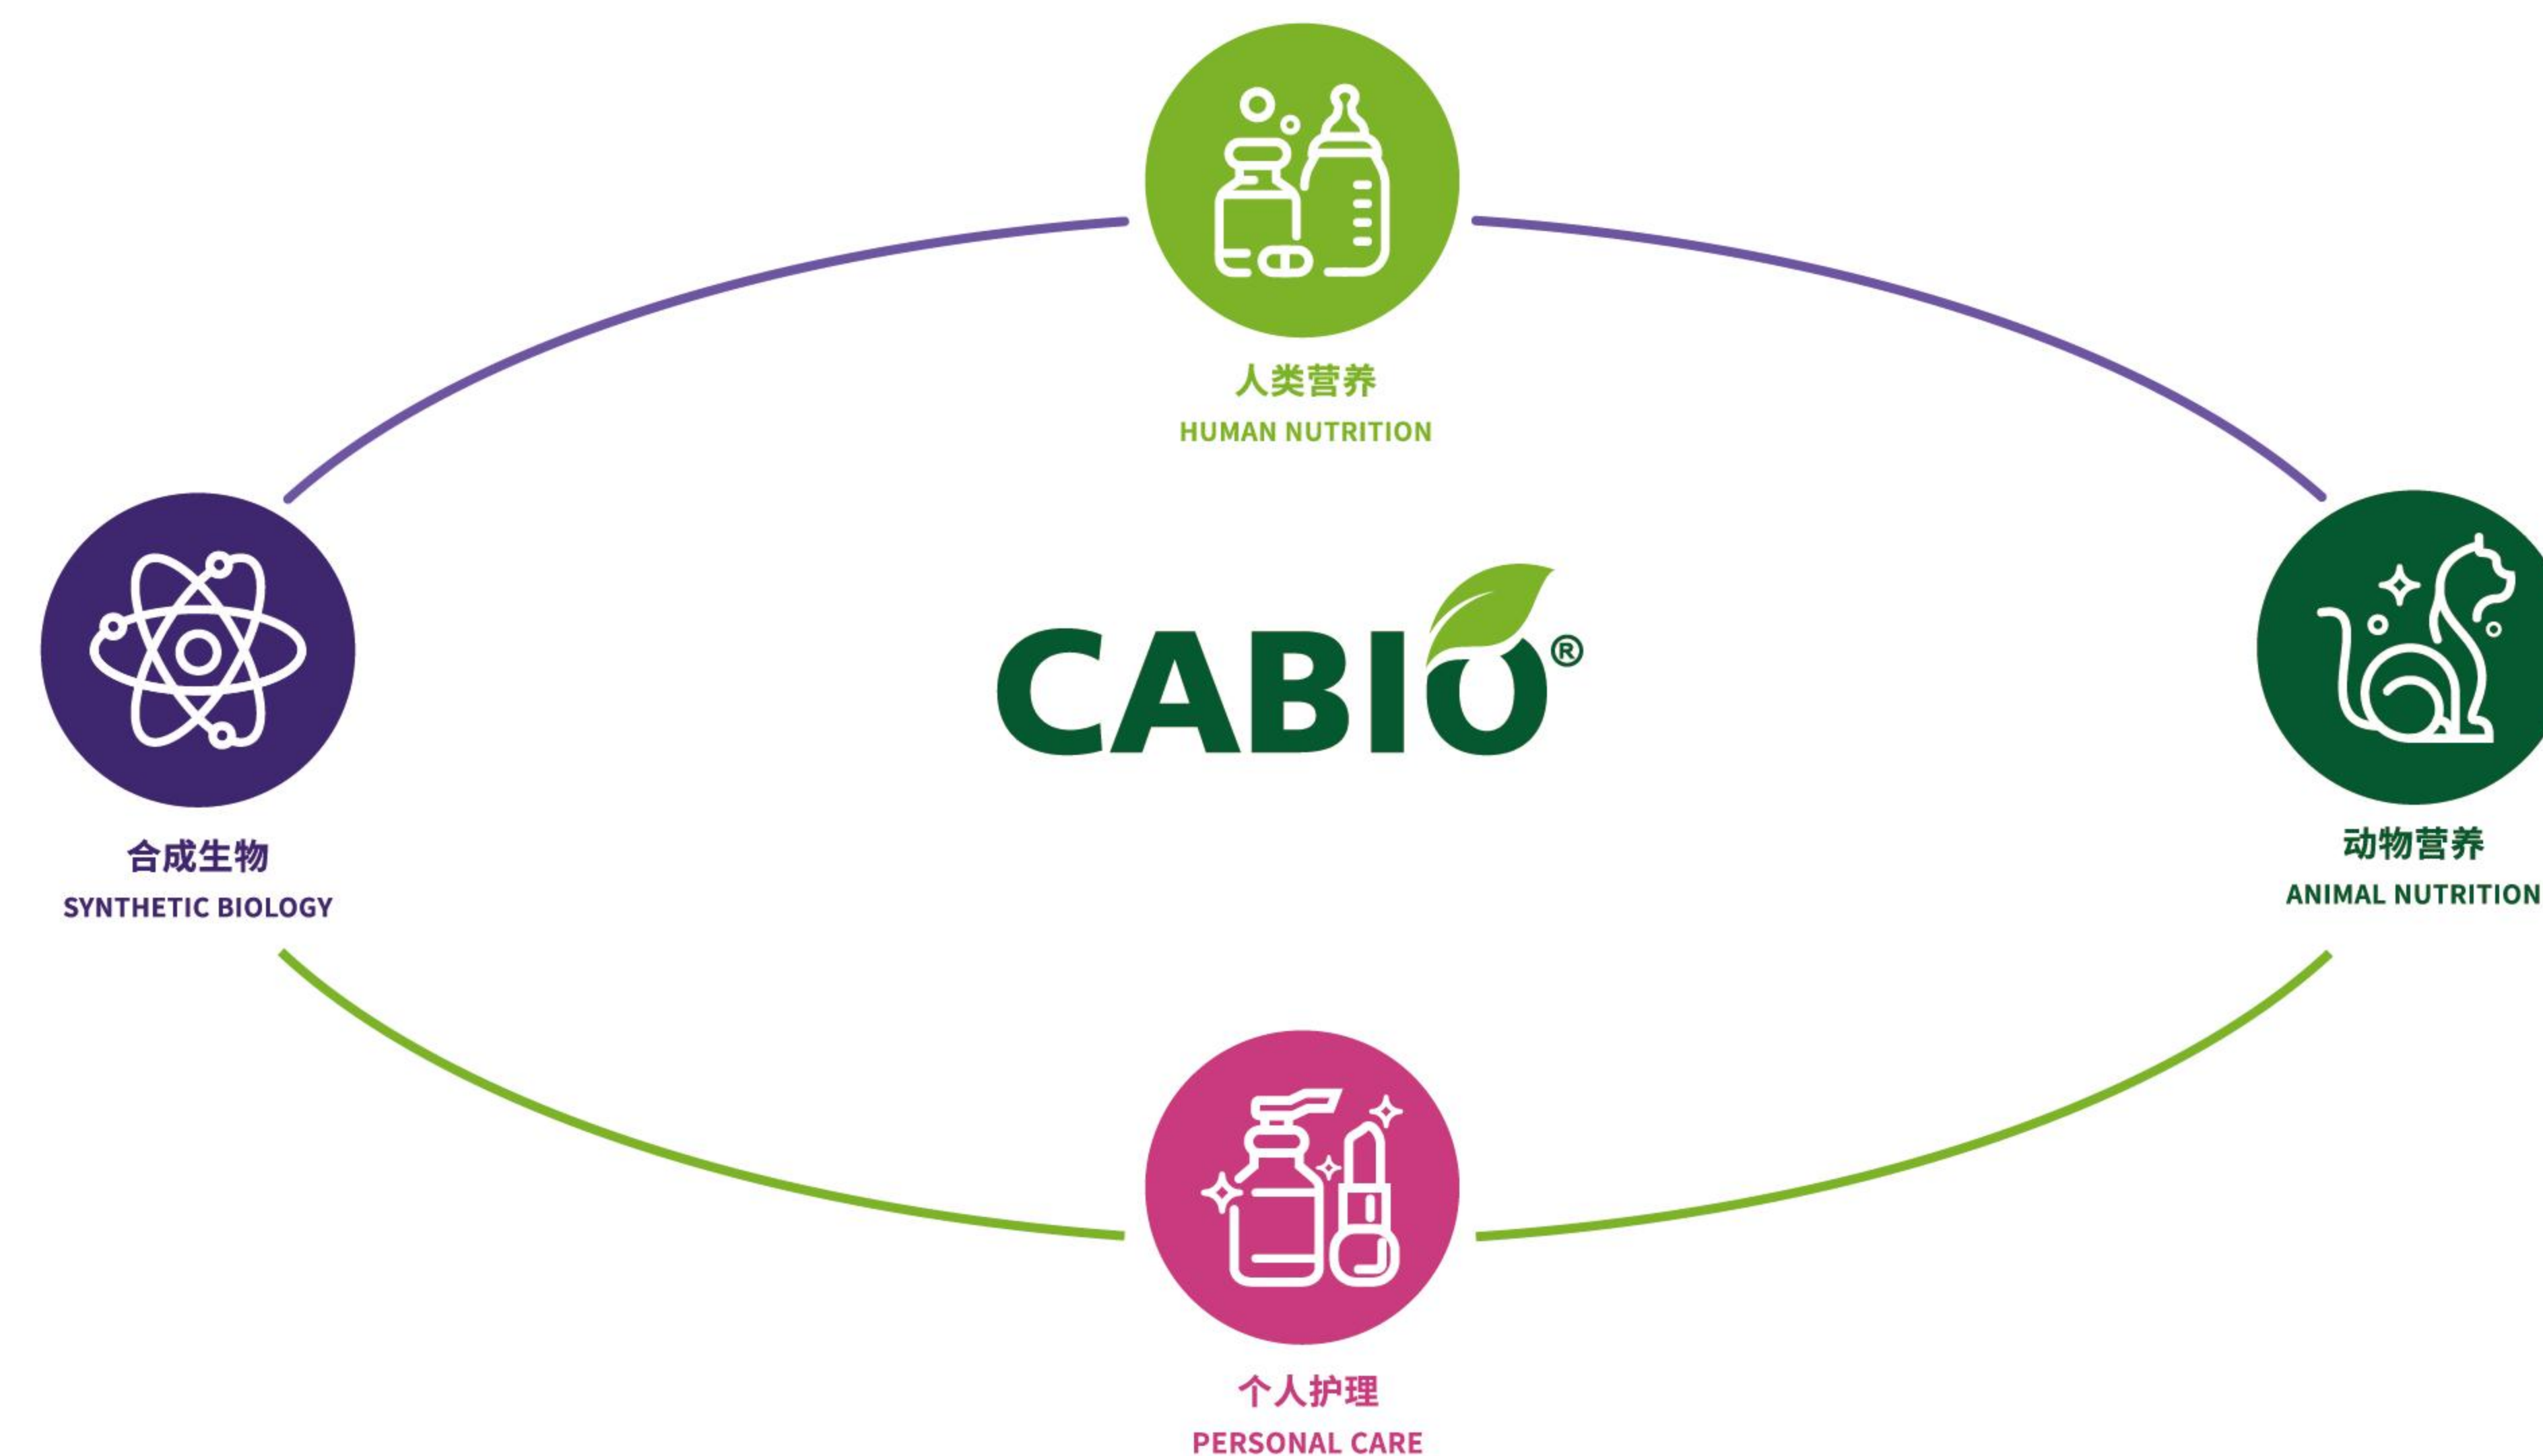 人类营养
HUMAN NUTRITION
CABIO®
合成生物
SYNTHETIC BIOLOGY
动物营养
ANIMAL NUTRITION
个人护理
PERSONAL CARE